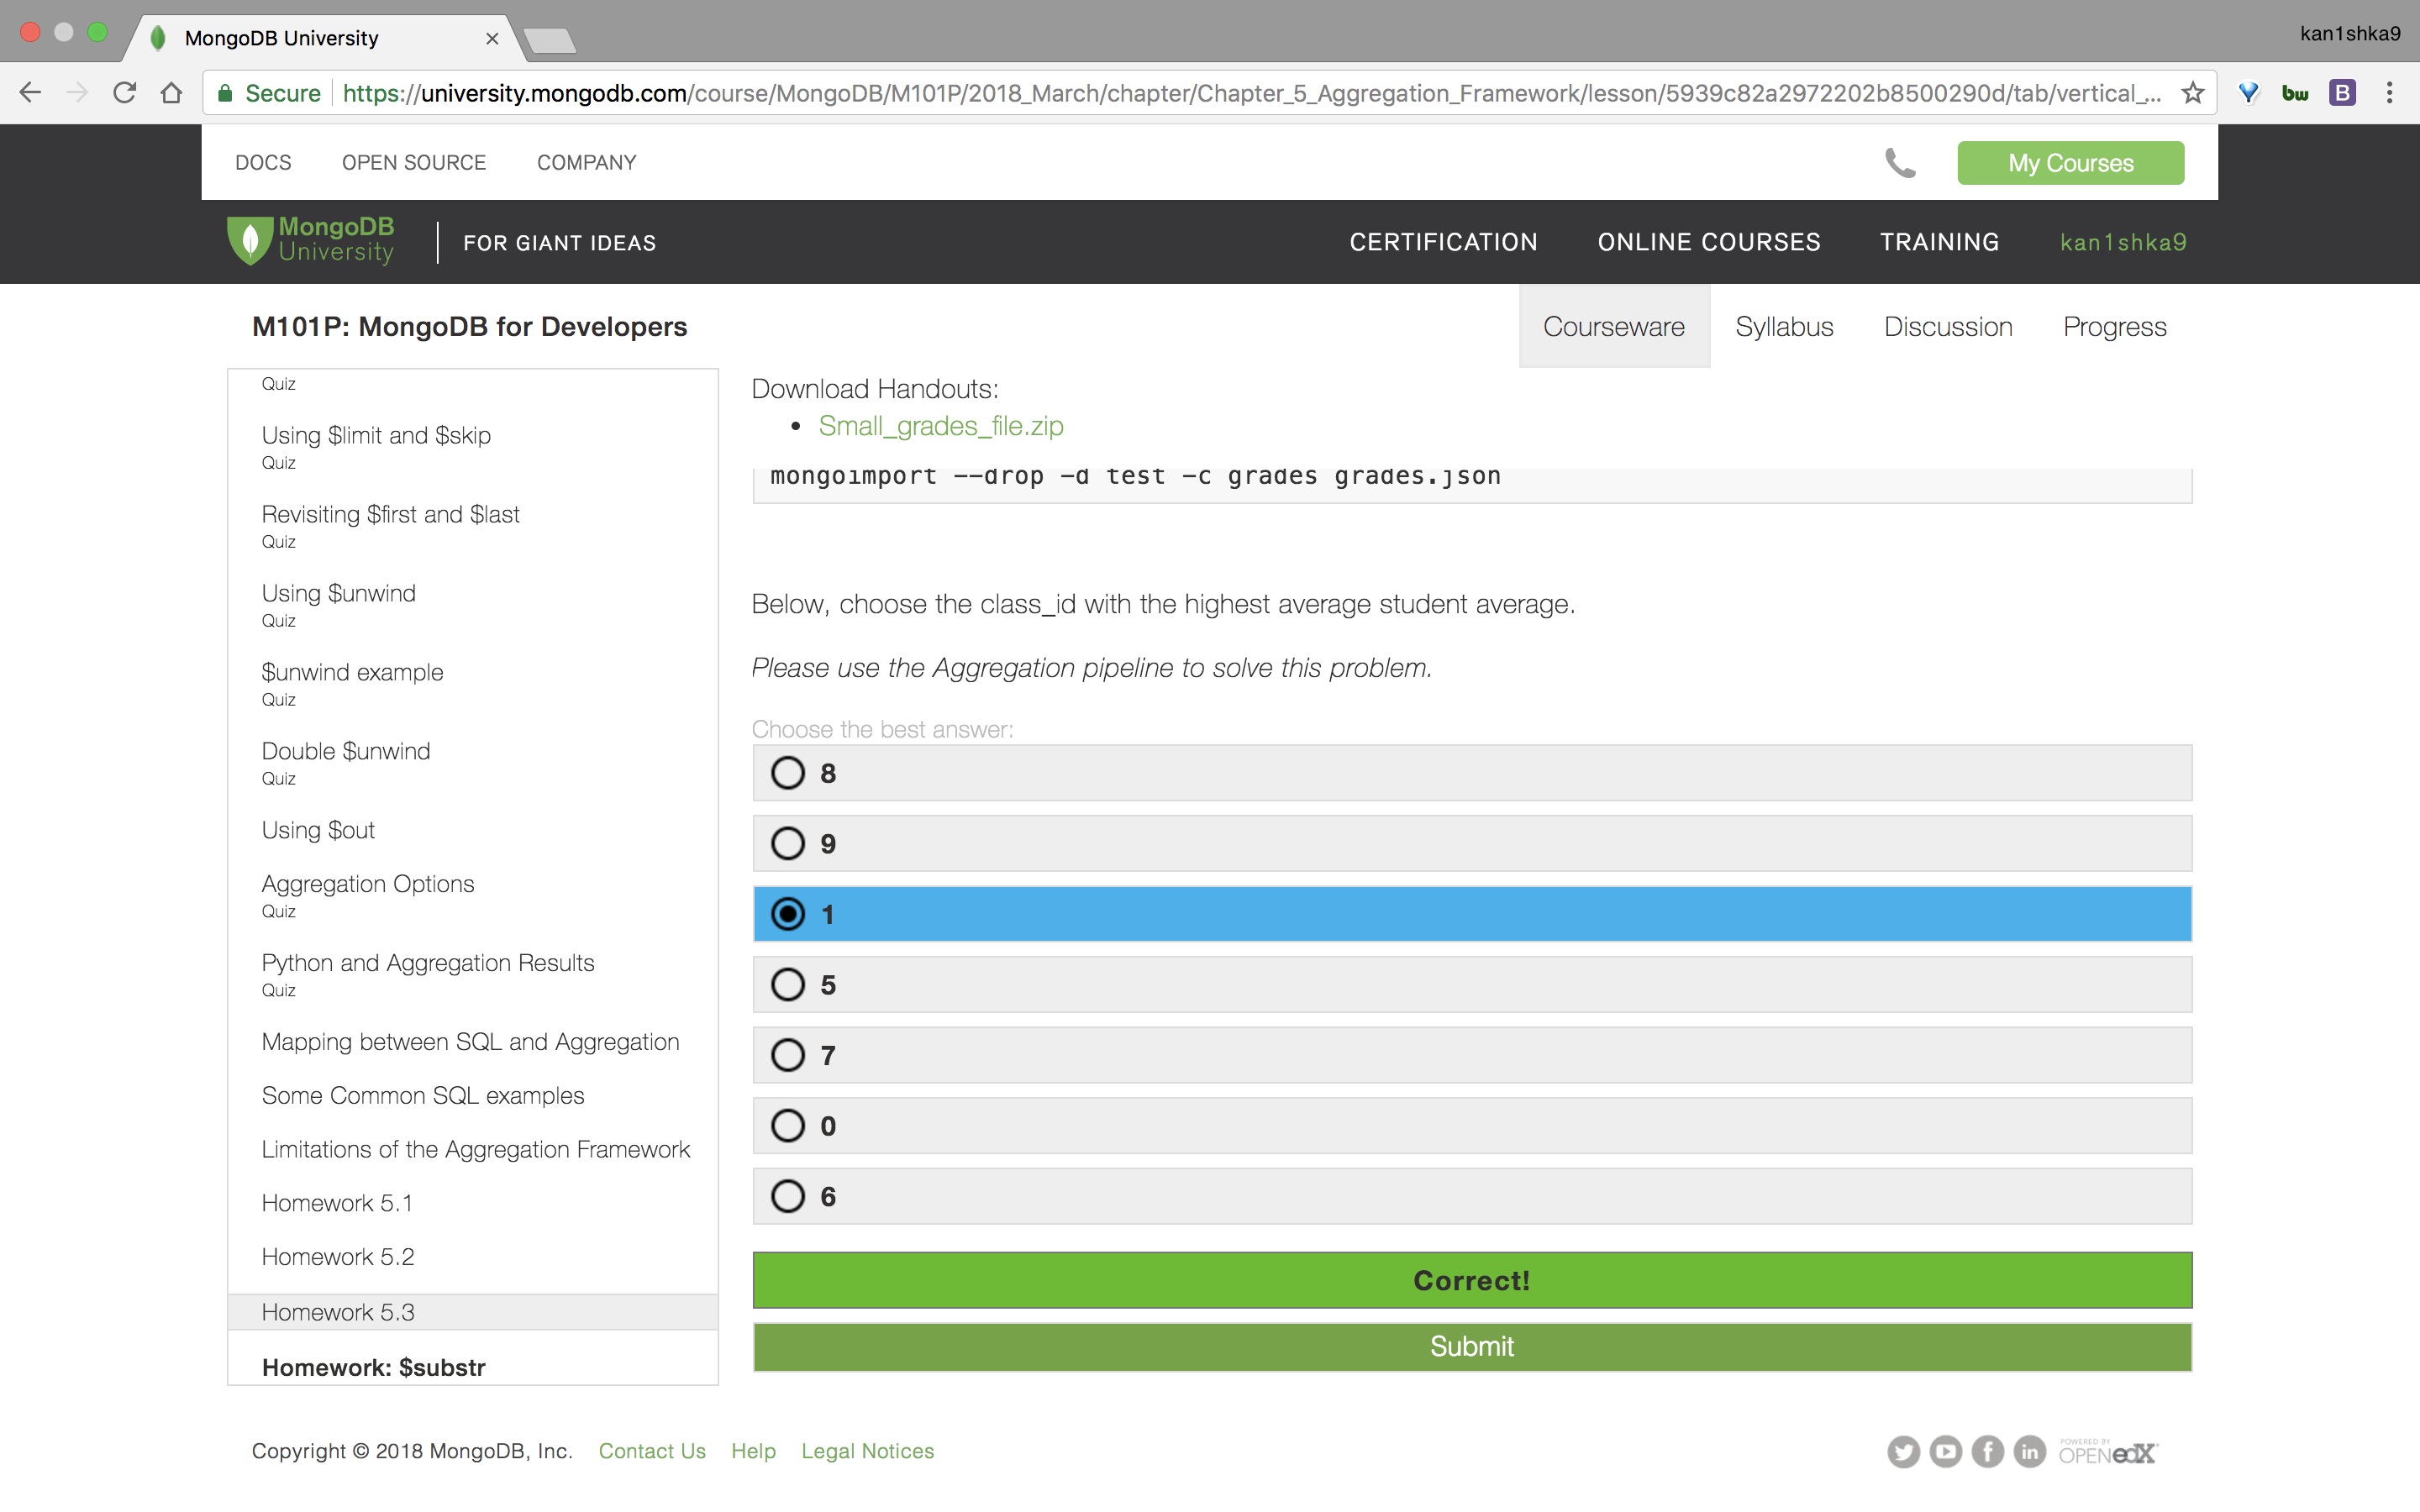 MongoDB University
kan1shka9
Secure https://university.mongodb.com/course/MongoDB/M101P/2018_March/chapter/Chapter_5_Aggregation_Framework/lesson/5939c82a2972202b8500290d/tab/vertical_...
bw
B
DOCS OPEN SOURCE COMPANY
My Courses
MongoDB
University
FOR GIANT IDEAS
CERTIFICATION ONLINE COURSES TRAINING kan1shka9
M101P: MongoDB for Developers
Courseware Syllabus Discussion Progress
Quiz
Using $limit and $skip
Quiz
Revisiting $first and $last
Quiz
Using $unwind
Quiz
$unwind example
Quiz
Double $unwind
Quiz
Using $out
Aggregation Options
Quiz
Python and Aggregation Results
Quiz
Mapping between SQL and Aggregation
Some Common SQL examples
Limitations of the Aggregation Framework
Homework 5.1
Homework 5.2
Homework 5.3
Homework: $substr
Download Handouts:
Small_grades_file.zip
mongoimport --drop -d test -c grades grades.json
Below, choose the class_id with the highest average student average.
Please use the Aggregation pipeline to solve this problem.
Choose the best answer:
8
9
1
5
7
0
6
Correct!
Submit
Copyright © 2018 MongoDB, Inc. Contact Us Help Legal Notices
POWERED BY
OPEN edX